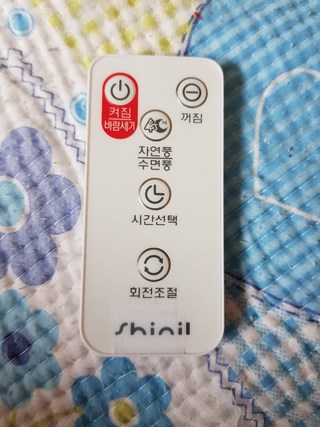 켜짐
바람세기
꺼짐
자연풍
수면풍
시간선택
회전조절
shinil